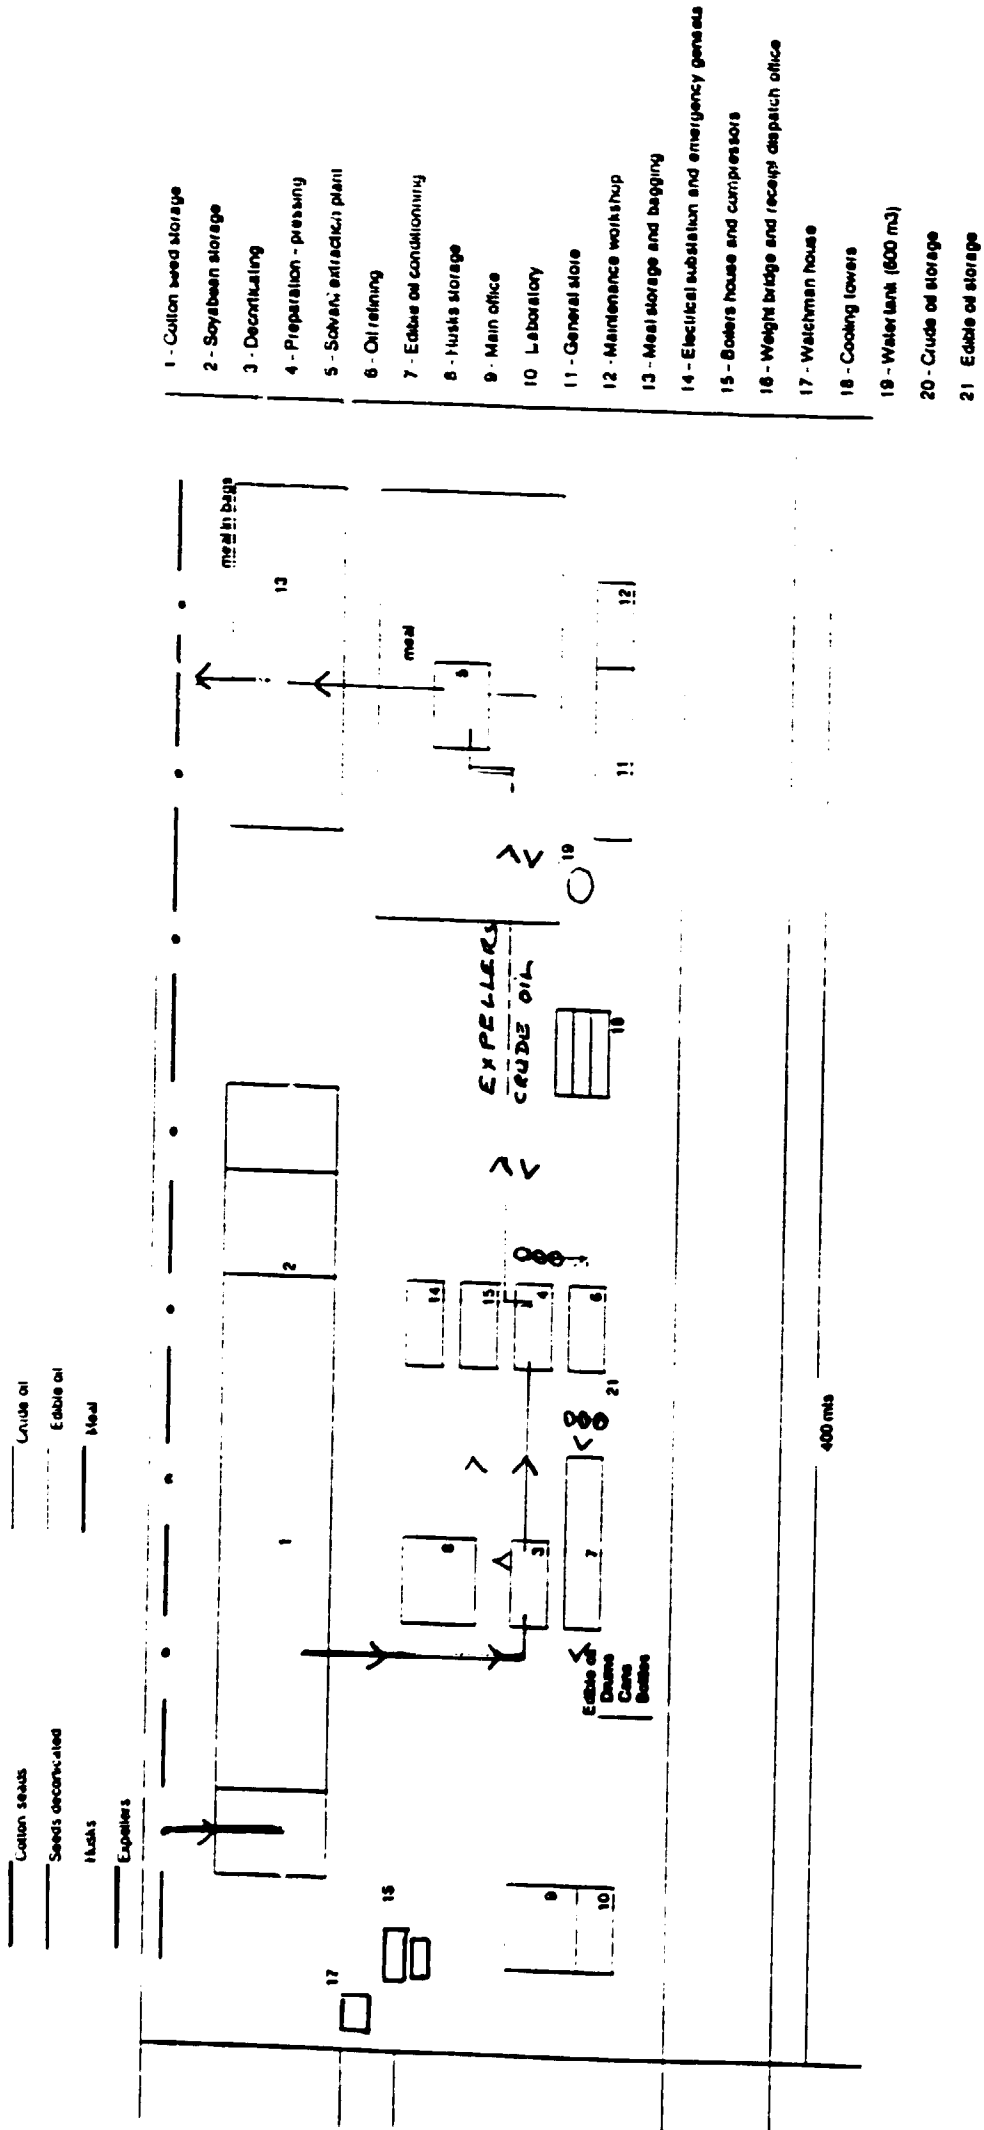 Cotton seeds
Seeds decorticated
Husks
Expellers
Crude oil
Edible oil
Meal
17
15
9
10
1
2
8
3
7
Edible oil
Drums
Cans
Bottles
21
14
15
4
6
EXPELLERS
CRUDE OIL
18
19
11
12
5
meal
13
meal in bags
400 mts
1 - Cotton seed storage
2 - Soyabean storage
3 - Decorticating
4 - Preparation - pressing
5 - Solvant extraction plant
6 - Oil refining
7 - Edible oil conditionning
8 - Husks storage
9 - Main office
10 Laboratory
11 - General store
12 - Maintenance workshop
13 - Meal storage and bagging
14 - Electrical substation and emergency gensets
15 - Boilers house and compressors
16 - Weight bridge and receipt dispatch office
17 - Watchman house
18 - Cooling towers
19 - Water tank (600 m3)
20 - Crude oil storage
21 Edible oil storage